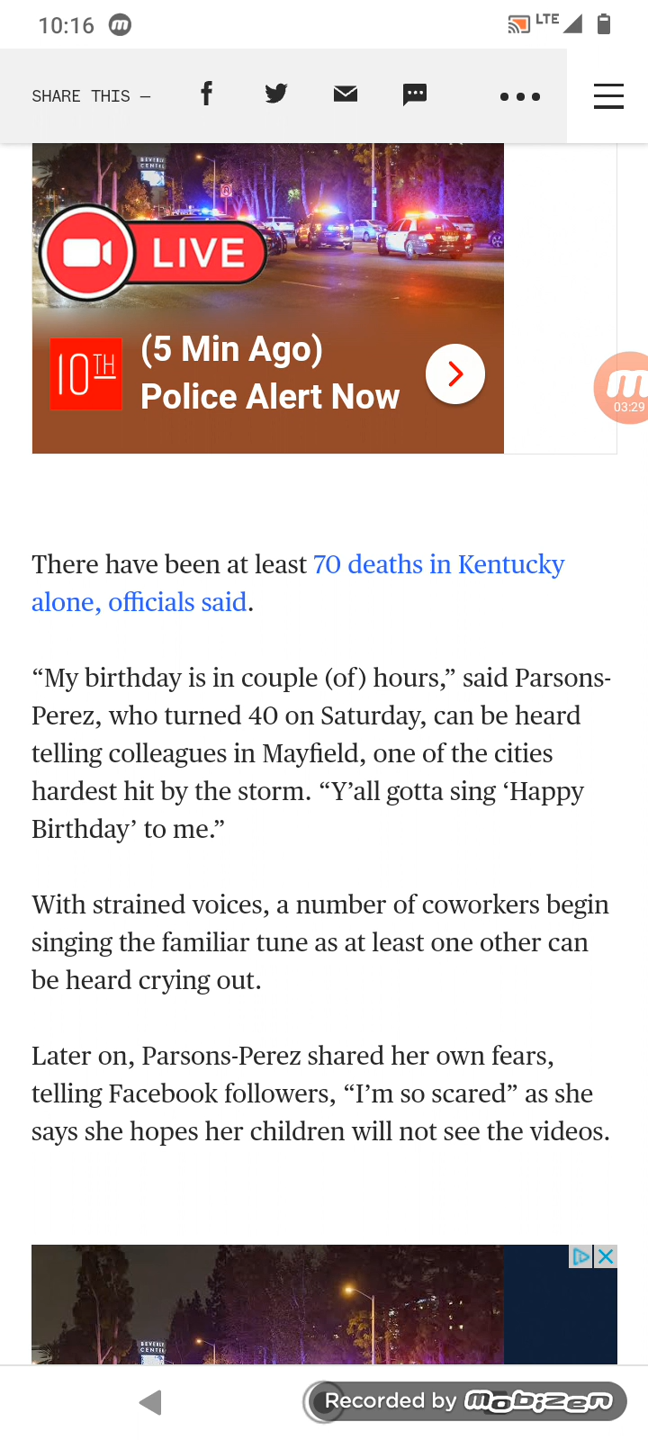 10:16
LTE
SHARE THIS —
LIVE
10TH
(5 Min Ago)
Police Alert Now
03:29
There have been at least 70 deaths in Kentucky
alone, officials said.
“My birthday is in couple (of) hours,” said Parsons-
Perez, who turned 40 on Saturday, can be heard
telling colleagues in Mayfield, one of the cities
hardest hit by the storm. “Y’all gotta sing ‘Happy
Birthday’ to me.”
With strained voices, a number of coworkers begin
singing the familiar tune as at least one other can
be heard crying out.
Later on, Parsons-Perez shared her own fears,
telling Facebook followers, “I’m so scared” as she
says she hopes her children will not see the videos.
Recorded by mobizen